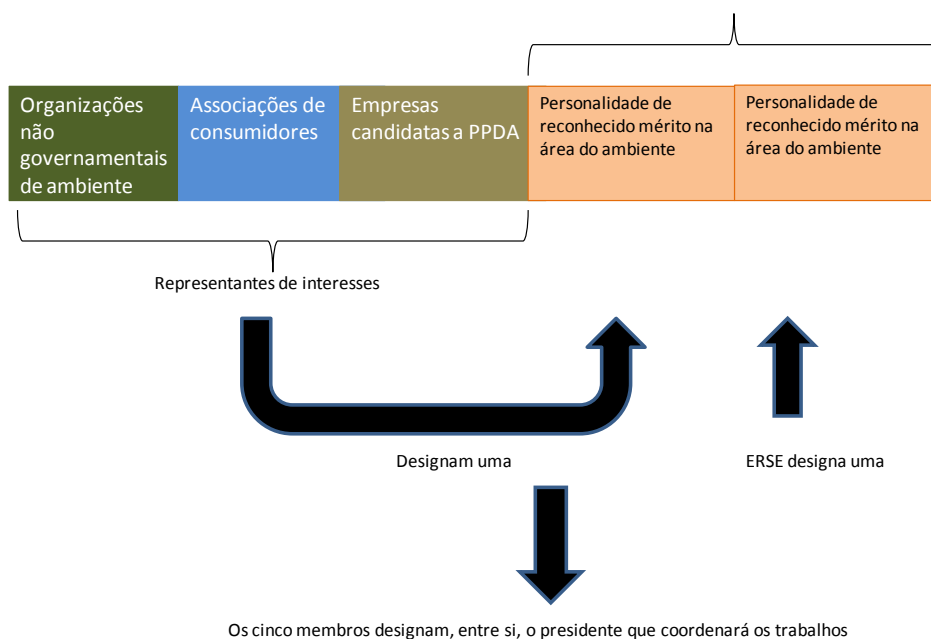 Organizações
não
governamentais
de ambiente
Associações de
consumidores
Empresas
candidatas a PPDA
Personalidade de
reconhecido mérito na
área do ambiente
Personalidade de
reconhecido mérito na
área do ambiente
Representantes de interesses
Designam uma
ERSE designa uma
Os cinco membros designam, entre si, o presidente que coordenará os trabalhos